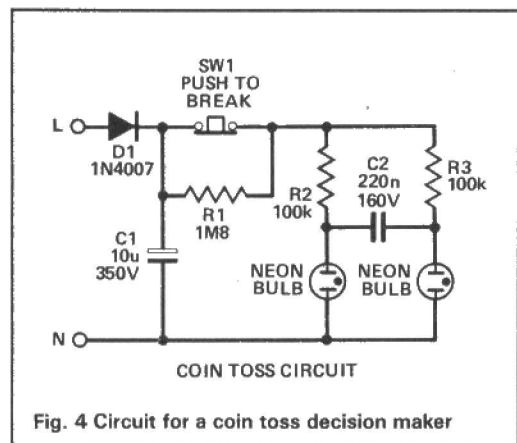 SW1
PUSH TO
BREAK
L
D1
1N4007
R1
1M8
C1
10u
350V
R2
100k
C2
220n
160V
R3
100k
NEON
BULB
NEON
BULB
N
COIN TOSS CIRCUIT
Fig. 4 Circuit for a coin toss decision maker